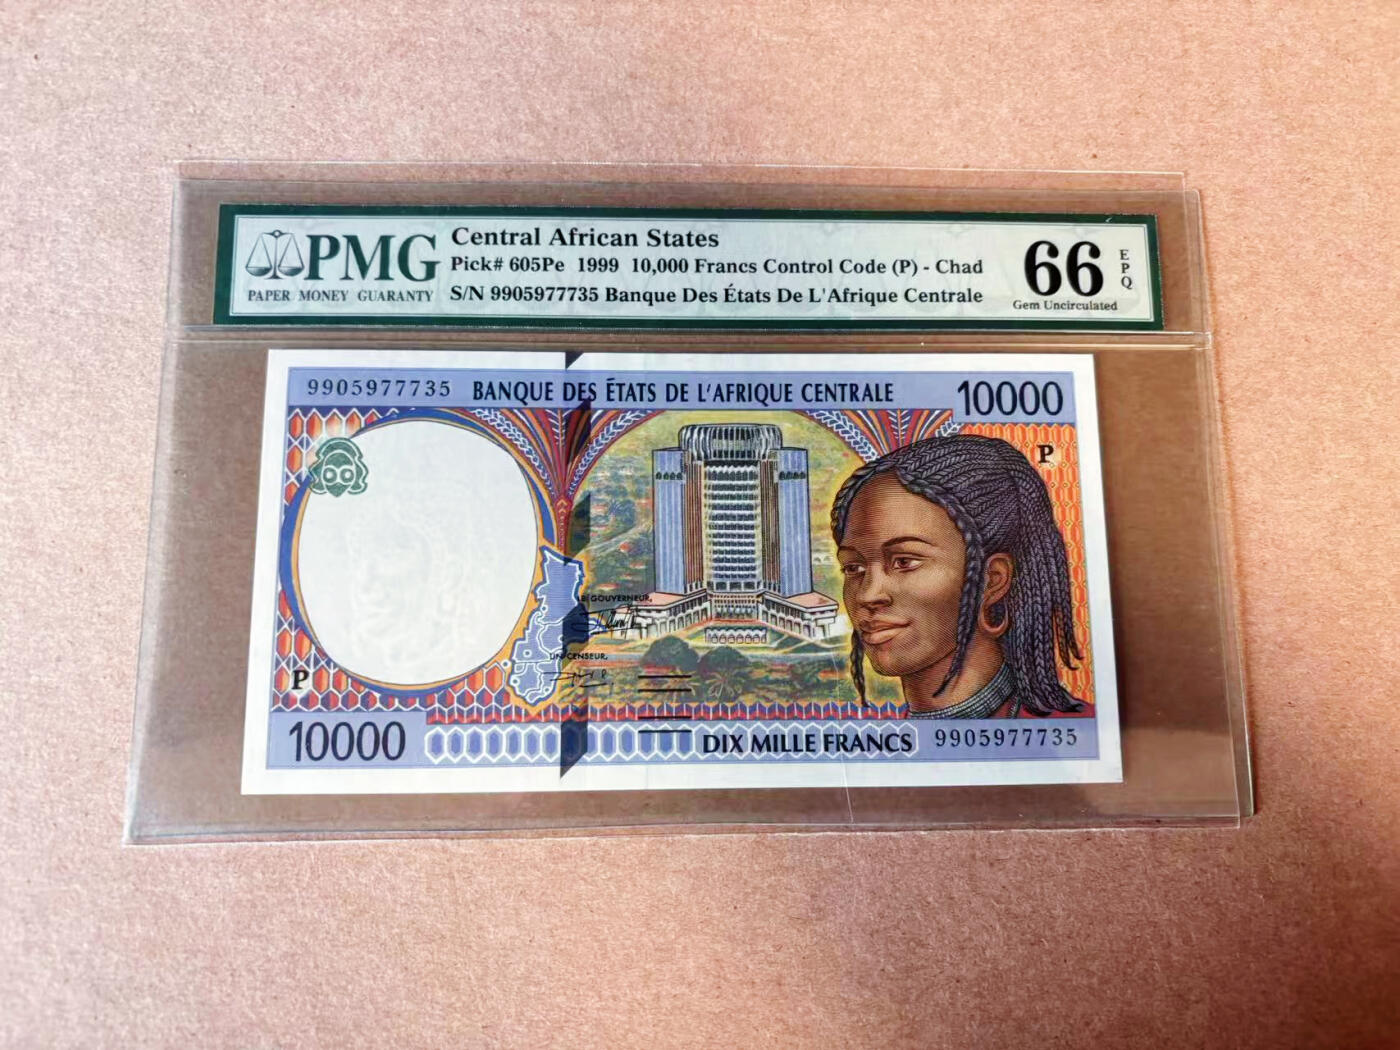 PMG
PAPER MONEY GUARANTY
Central African States
Pick# 605Pe 1999 10,000 Francs Control Code (P) - Chad
S/N 9905977735 Banque Des États De L'Afrique Centrale
66
EPQ
Gem Uncirculated
9905977735 BANQUE DES ÉTATS DE L'AFRIQUE CENTRALE 10000
P
LE GOUVERNEUR,
UN CENSEUR,
P
10000 DIX MILLE FRANCS 9905977735